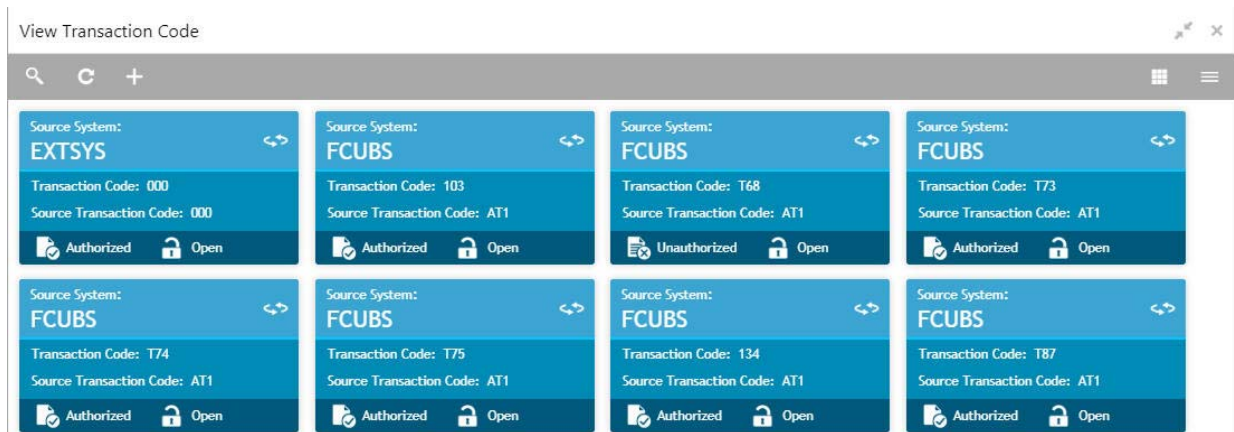 View Transaction Code
Source System:
EXTSYS
Transaction Code: 000
Source Transaction Code: 000
Authorized Open
Source System:
FCUBS
Transaction Code: 103
Source Transaction Code: AT1
Authorized Open
Source System:
FCUBS
Transaction Code: T68
Source Transaction Code: AT1
Unauthorized Open
Source System:
FCUBS
Transaction Code: T73
Source Transaction Code: AT1
Authorized Open
Source System:
FCUBS
Transaction Code: T74
Source Transaction Code: AT1
Authorized Open
Source System:
FCUBS
Transaction Code: T75
Source Transaction Code: AT1
Authorized Open
Source System:
FCUBS
Transaction Code: 134
Source Transaction Code: AT1
Authorized Open
Source System:
FCUBS
Transaction Code: T87
Source Transaction Code: AT1
Authorized Open